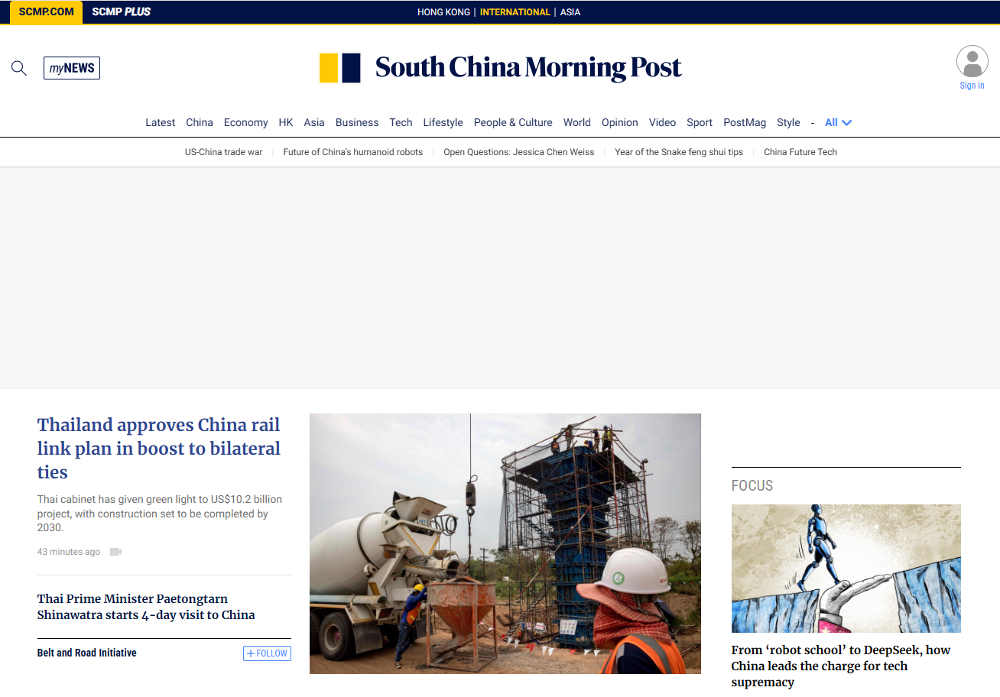 SCMP.COM SCMP PLUS HONG KONG | INTERNATIONAL | ASIA
myNEWS South China Morning Post
Sign in
Latest China Economy HK Asia Business Tech Lifestyle People & Culture World Opinion Video Sport PostMag Style - All
US-China trade war | Future of China's humanoid robots | Open Questions: Jessica Chen Weiss | Year of the Snake feng shui tips | China Future Tech
Thailand approves China rail
link plan in boost to bilateral
ties
Thai cabinet has given green light to US$10.2 billion
project, with construction set to be completed by
2030.
43 minutes ago
Thai Prime Minister Paetongtarn
Shinawatra starts 4-day visit to China
Belt and Road Initiative +FOLLOW
FOCUS
From ‘robot school’ to DeepSeek, how
China leads the charge for tech
supremacy